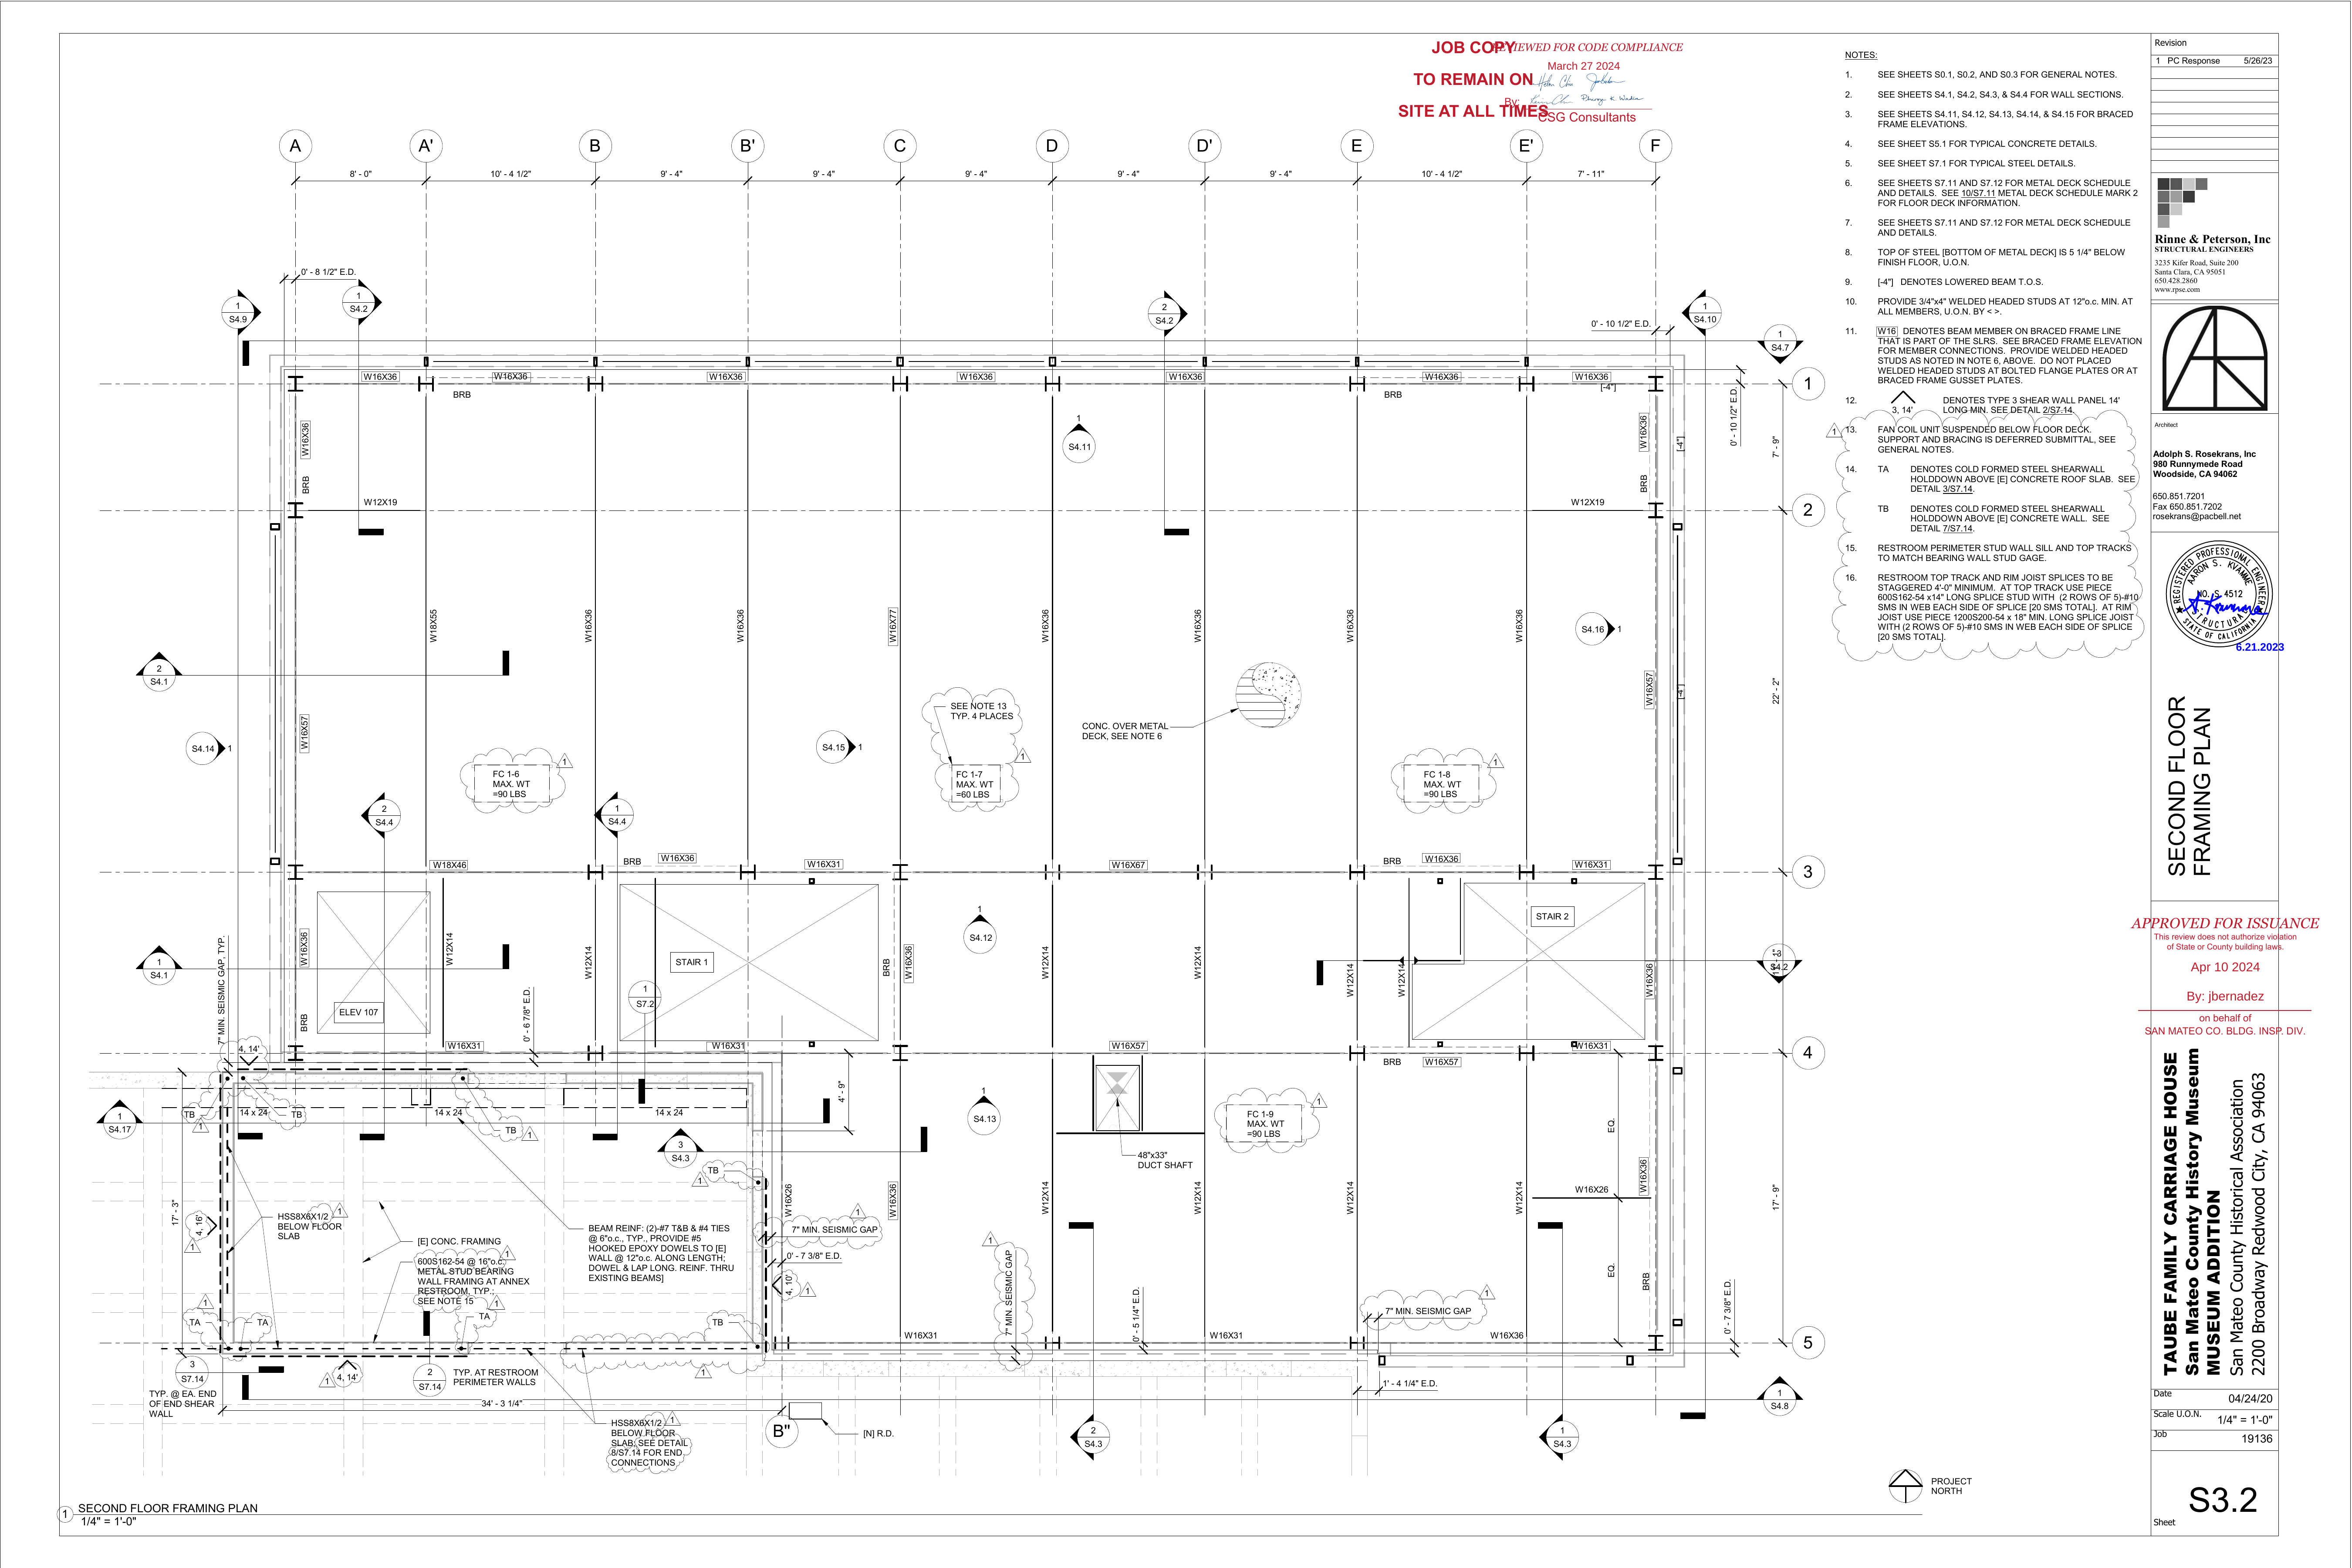 JOB COPY
TO REMAIN ON
SITE AT ALL TIMES
REVIEWED FOR CODE COMPLIANCE
March 27 2024
By:
CSG Consultants
NOTES:
1. SEE SHEETS S0.1, S0.2, AND S0.3 FOR GENERAL NOTES.
2. SEE SHEETS S4.1, S4.2, S4.3, & S4.4 FOR WALL SECTIONS.
3. SEE SHEETS S4.11, S4.12, S4.13, S4.14, & S4.15 FOR BRACED
FRAME ELEVATIONS.
4. SEE SHEET S5.1 FOR TYPICAL CONCRETE DETAILS.
5. SEE SHEET S7.1 FOR TYPICAL STEEL DETAILS.
6. SEE SHEETS S7.11 AND S7.12 FOR METAL DECK SCHEDULE
AND DETAILS. SEE 10/S7.11 METAL DECK SCHEDULE MARK 2
FOR FLOOR DECK INFORMATION.
7. SEE SHEETS S7.11 AND S7.12 FOR METAL DECK SCHEDULE
AND DETAILS.
8. TOP OF STEEL [BOTTOM OF METAL DECK] IS 5 1/4" BELOW
FINISH FLOOR, U.O.N.
9. [-4"] DENOTES LOWERED BEAM T.O.S.
10. PROVIDE 3/4"x4" WELDED HEADED STUDS AT 12"o.c. MIN. AT
ALL MEMBERS, U.O.N. BY < >.
11. W16 DENOTES BEAM MEMBER ON BRACED FRAME LINE
THAT IS PART OF THE SLRS. SEE BRACED FRAME ELEVATION
FOR MEMBER CONNECTIONS. PROVIDE WELDED HEADED
STUDS AS NOTED IN NOTE 6, ABOVE. DO NOT PLACED
WELDED HEADED STUDS AT BOLTED FLANGE PLATES OR AT
BRACED FRAME GUSSET PLATES.
12. 3, 14' DENOTES TYPE 3 SHEAR WALL PANEL 14'
LONG MIN. SEE DETAIL 2/S7.14.
1
13. FAN COIL UNIT SUSPENDED BELOW FLOOR DECK.
SUPPORT AND BRACING IS DEFERRED SUBMITTAL, SEE
GENERAL NOTES.
14. TA DENOTES COLD FORMED STEEL SHEARWALL
HOLDDOWN ABOVE [E] CONCRETE ROOF SLAB. SEE
DETAIL 3/S7.14.
TB DENOTES COLD FORMED STEEL SHEARWALL
HOLDDOWN ABOVE [E] CONCRETE WALL. SEE
DETAIL 7/S7.14.
15. RESTROOM PERIMETER STUD WALL SILL AND TOP TRACKS
TO MATCH BEARING WALL STUD GAGE.
16. RESTROOM TOP TRACK AND RIM JOIST SPLICES TO BE
STAGGERED 4'-0" MINIMUM. AT TOP TRACK USE PIECE
600S162-54 x14" LONG SPLICE STUD WITH (2 ROWS OF 5)-#10
SMS IN WEB EACH SIDE OF SPLICE [20 SMS TOTAL]. AT RIM
JOIST USE PIECE 1200S200-54 x 18" MIN. LONG SPLICE JOIST
WITH (2 ROWS OF 5)-#10 SMS IN WEB EACH SIDE OF SPLICE
[20 SMS TOTAL].
Revision
1 PC Response 5/26/23
Rinne & Peterson, Inc
STRUCTURAL ENGINEERS
3235 Kifer Road, Suite 200
Santa Clara, CA 95051
650.428.2860
www.rpse.com
Architect
Adolph S. Rosekrans, Inc
980 Runnymede Road
Woodside, CA 94062
650.851.7201
Fax 650.851.7202
rosekrans@pacbell.net
REGISTERED PROFESSIONAL ENGINEER
AARON S. KVAMME
NO. S 4512
STRUCTURAL
STATE OF CALIFORNIA
6.21.2023
SECOND FLOOR
FRAMING PLAN
APPROVED FOR ISSUANCE
This review does not authorize violation
of State or County building laws.
Apr 10 2024
By: jbernadez
on behalf of
SAN MATEO CO. BLDG. INSP. DIV.
TAUBE FAMILY CARRIAGE HOUSE
San Mateo County History Museum
MUSEUM ADDITION
San Mateo County Historical Association
2200 Broadway Redwood City, CA 94063
Date 04/24/20
Scale U.O.N. 1/4" = 1'-0"
Job 19136
S3.2
Sheet
A A' B B' C D D' E E' F
8' - 0" 10' - 4 1/2" 9' - 4" 9' - 4" 9' - 4" 9' - 4" 9' - 4" 10' - 4 1/2" 7' - 11"
0' - 8 1/2" E.D.
1 S4.9
1 S4.2
2 S4.2
0' - 10 1/2" E.D.
1 S4.10
1 S4.7
W16X36 W16X36 W16X36 W16X36 W16X36 W16X36 W16X36
[-4"]
1
BRB BRB
0' - 10 1/2" E.D.
W16X36 BRB
1 S4.11
W16X36 BRB
[-4"]
7' - 9"
W12X19 W12X19
2
W18X55 W16X36 W16X36 W16X77 W16X36 W16X36 W16X36 W16X36
S4.16 1
2 S4.1
W16X57
[-4"]
22' - 2"
SEE NOTE 13
TYP. 4 PLACES
CONC. OVER METAL
DECK, SEE NOTE 6
W16X57
S4.14 1
S4.15 1
FC 1-6
MAX. WT
=90 LBS
1
FC 1-7
MAX. WT
=60 LBS
1
FC 1-8
MAX. WT
=90 LBS
1
2 S4.4
1 S4.4
W18X46 BRB W16X36 W16X31 W16X67 BRB W16X36 W16X31
3
STAIR 2
1 S4.12
W16X36 W12X14 W12X14 BRB W16X36 W12X14 W12X14 W12X14 W12X14 W16X36
STAIR 1
1 S4.1
3 S4.2
1 S7.2
ELEV 107
BRB
7" MIN. SEISMIC GAP, TYP.
0' - 6 7/8" E.D.
4, 14'
W16X31 W16X31 W16X57 BRB W16X57 W16X31
4
TB 14 x 24 TB 14 x 24 14 x 24
1 1
TB
1 S4.17
4' - 9"
1 S4.13
FC 1-9
MAX. WT
=90 LBS
1
EQ.
3 S4.3
48"x33"
DUCT SHAFT
TB
1
W16X26 W16X36 W12X14 W12X14 W12X14 W12X14 W16X36
W16X26
17' - 9"
17' - 3"
4, 16'
1
HSS8X6X1/2
BELOW FLOOR
SLAB
1
[E] CONC. FRAMING
600S162-54 @ 16"o.c.
METAL STUD BEARING
WALL FRAMING AT ANNEX
RESTROOM, TYP.;
SEE NOTE 15
1
BEAM REINF: (2)-#7 T&B & #4 TIES
@ 6"o.c., TYP., PROVIDE #5
HOOKED EPOXY DOWELS TO [E]
WALL @ 12"o.c. ALONG LENGTH;
DOWEL & LAP LONG. REINF. THRU
EXISTING BEAMS]
7" MIN. SEISMIC GAP
1
0' - 7 3/8" E.D.
4, 10'
1
7" MIN. SEISMIC GAP
1
0' - 5 1/4" E.D.
7" MIN. SEISMIC GAP
1
EQ.
BRB
0' - 7 3/8" E.D.
1 1
TA TA TA TB
W16X31 W16X31 W16X36
5
3 S7.14
TYP. @ EA. END
OF END SHEAR
WALL
1 4, 14'
2 S7.14
TYP. AT RESTROOM
PERIMETER WALLS
1
34' - 3 1/4"
1' - 4 1/4" E.D.
1 S4.8
HSS8X6X1/2
BELOW FLOOR
SLAB; SEE DETAIL
8/S7.14 FOR END
CONNECTIONS
1
B"
[N] R.D.
2 S4.3
1 S4.3
PROJECT
NORTH
1 SECOND FLOOR FRAMING PLAN
1/4" = 1'-0"